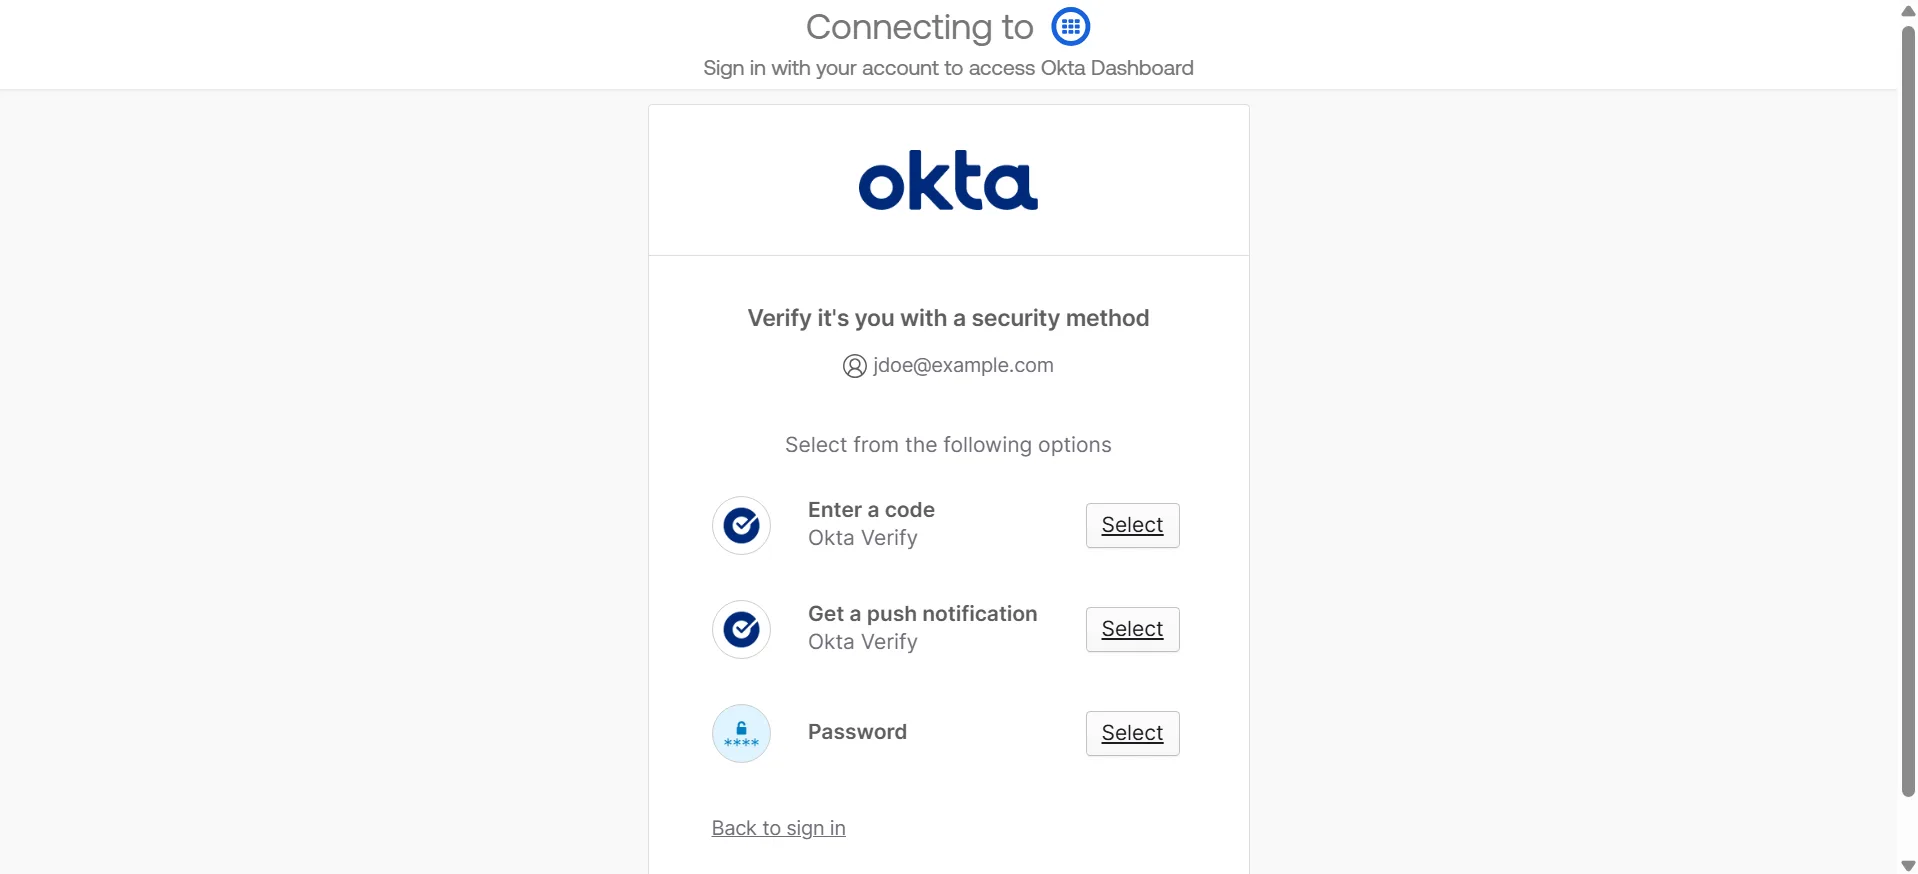 Connecting to
Sign in with your account to access Okta Dashboard
okta
Verify it's you with a security method
jdoe@example.com
Select from the following options
Enter a code
Okta Verify
Select
Get a push notification
Okta Verify
Select
****
Password
Select
Back to sign in